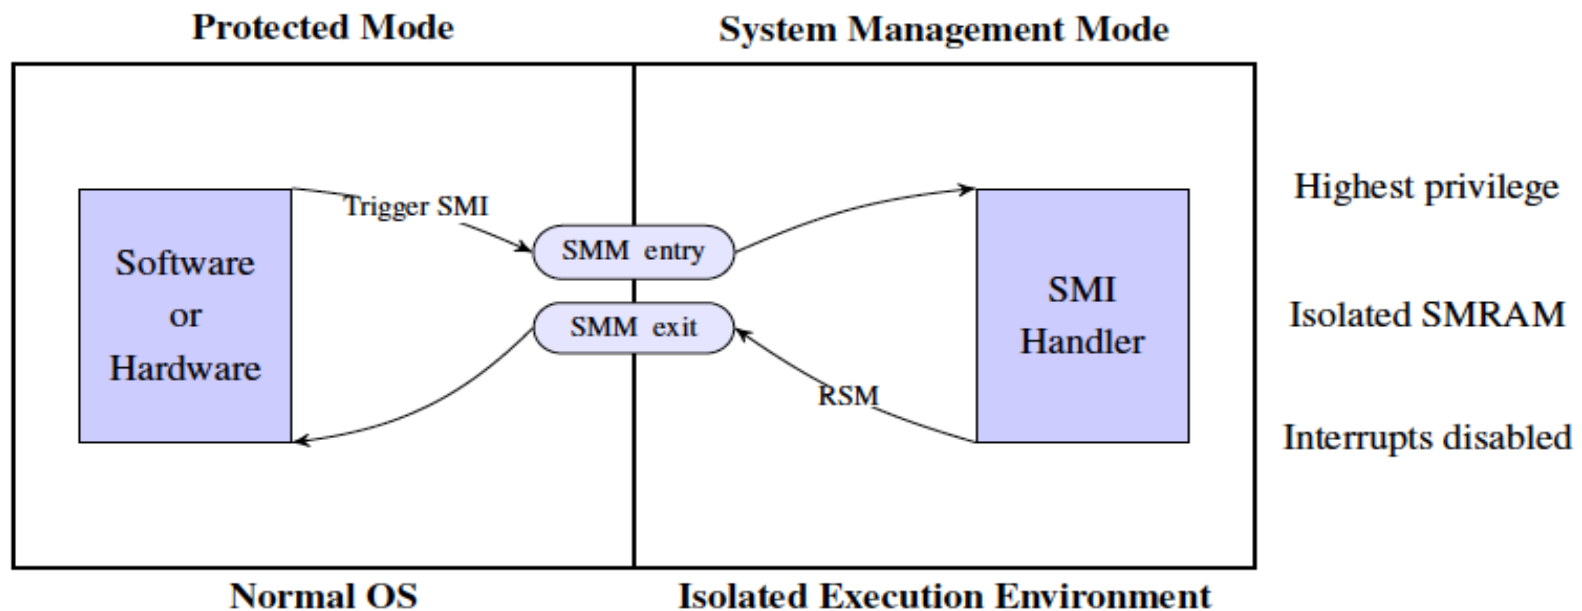 Protected Mode
System Management Mode
Trigger SMI
Highest privilege
SMM entry
Software
or
Hardware
SMI
Handler
Isolated SMRAM
SMM exit
RSM
Interrupts disabled
Normal OS
Isolated Execution Environment